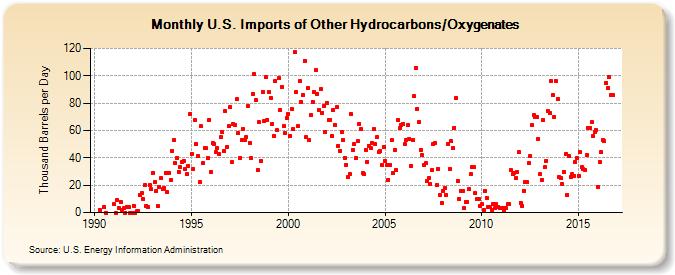 Monthly U.S. Imports of Other Hydrocarbons/Oxygenates
Thousand Barrels per Day
120
100
80
60
40
20
0
1990 1995 2000 2005 2010 2015
Source: U.S. Energy Information Administration